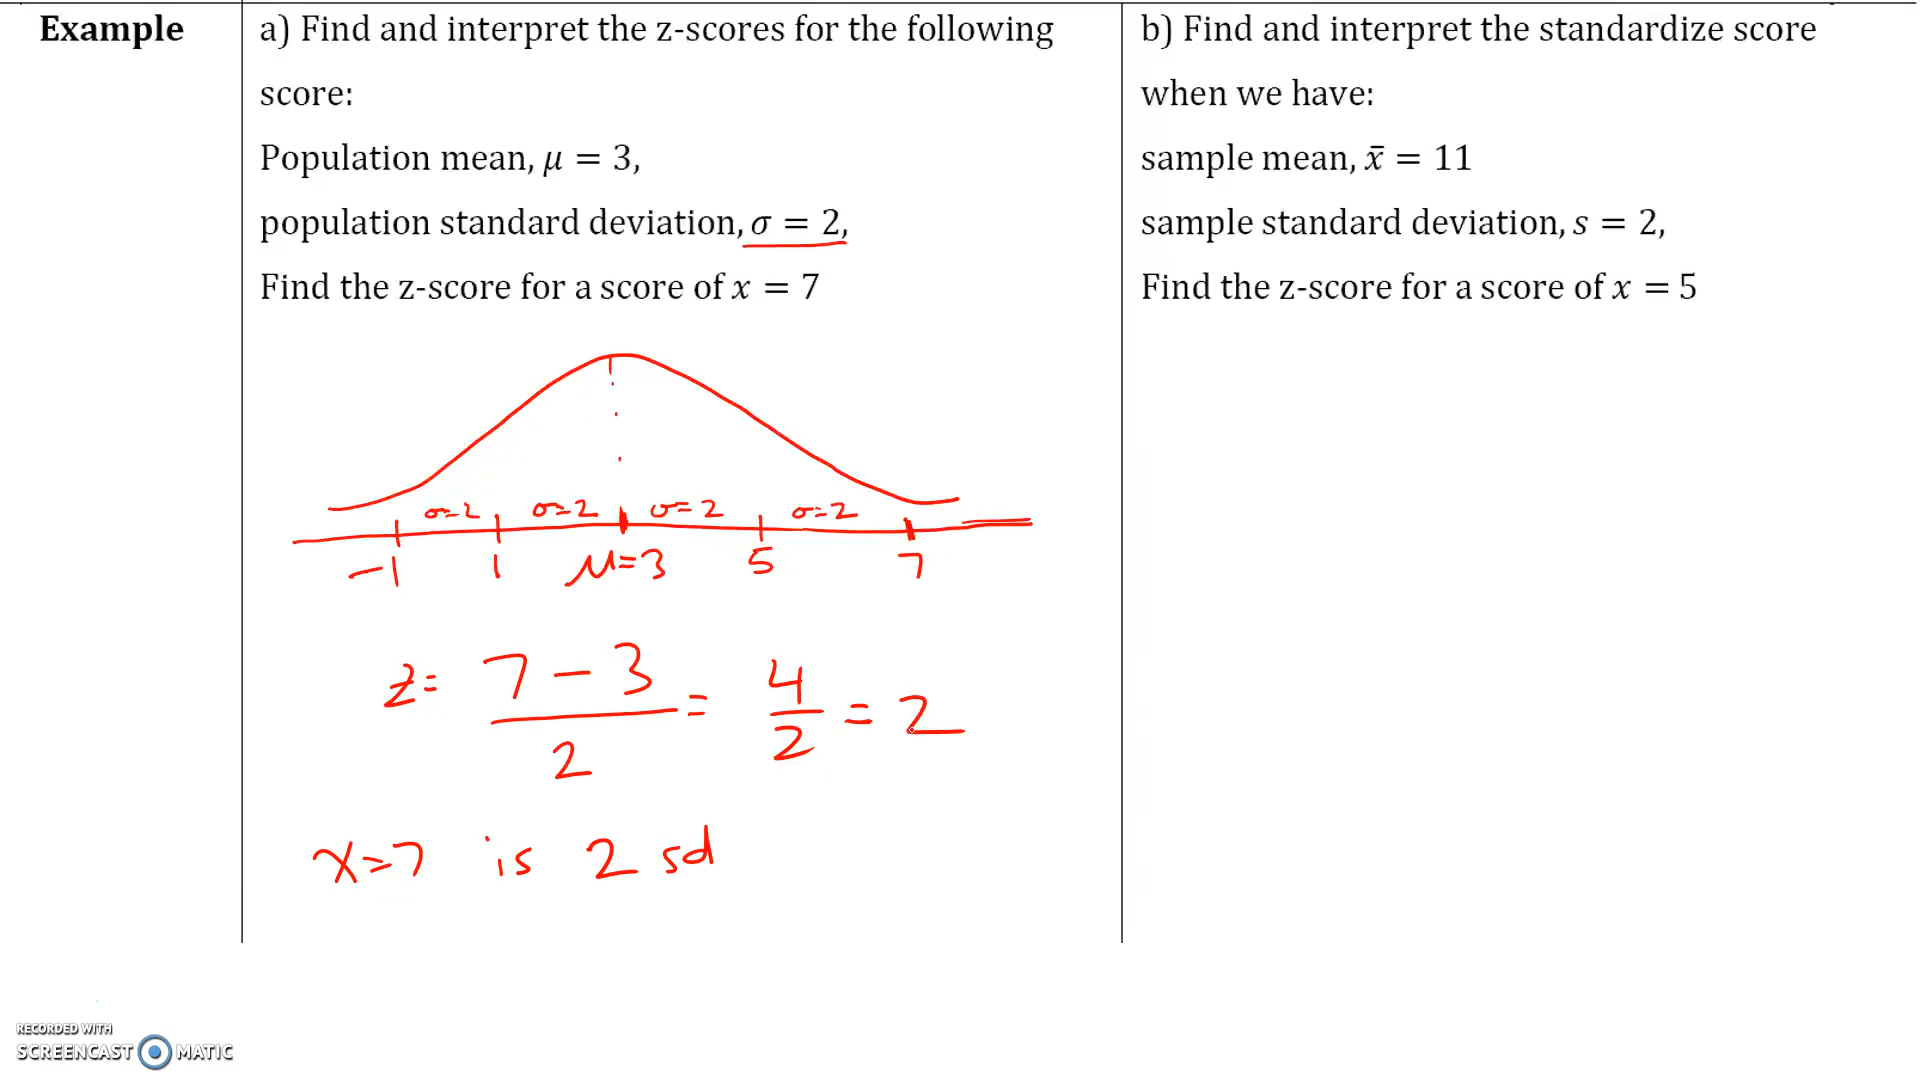 Example
a) Find and interpret the z-scores for the following
score:
Population mean, μ = 3,
population standard deviation, σ = 2,
Find the z-score for a score of x = 7
σ=2 σ=2 σ=2 σ=2
-1 1 μ=3 5 7
z = (7 - 3)/2 = 4/2 = 2
x=7 is 2 sd
b) Find and interpret the standardize score
when we have:
sample mean, x̄ = 11
sample standard deviation, s = 2,
Find the z-score for a score of x = 5
RECORDED WITH
SCREENCAST MATIC